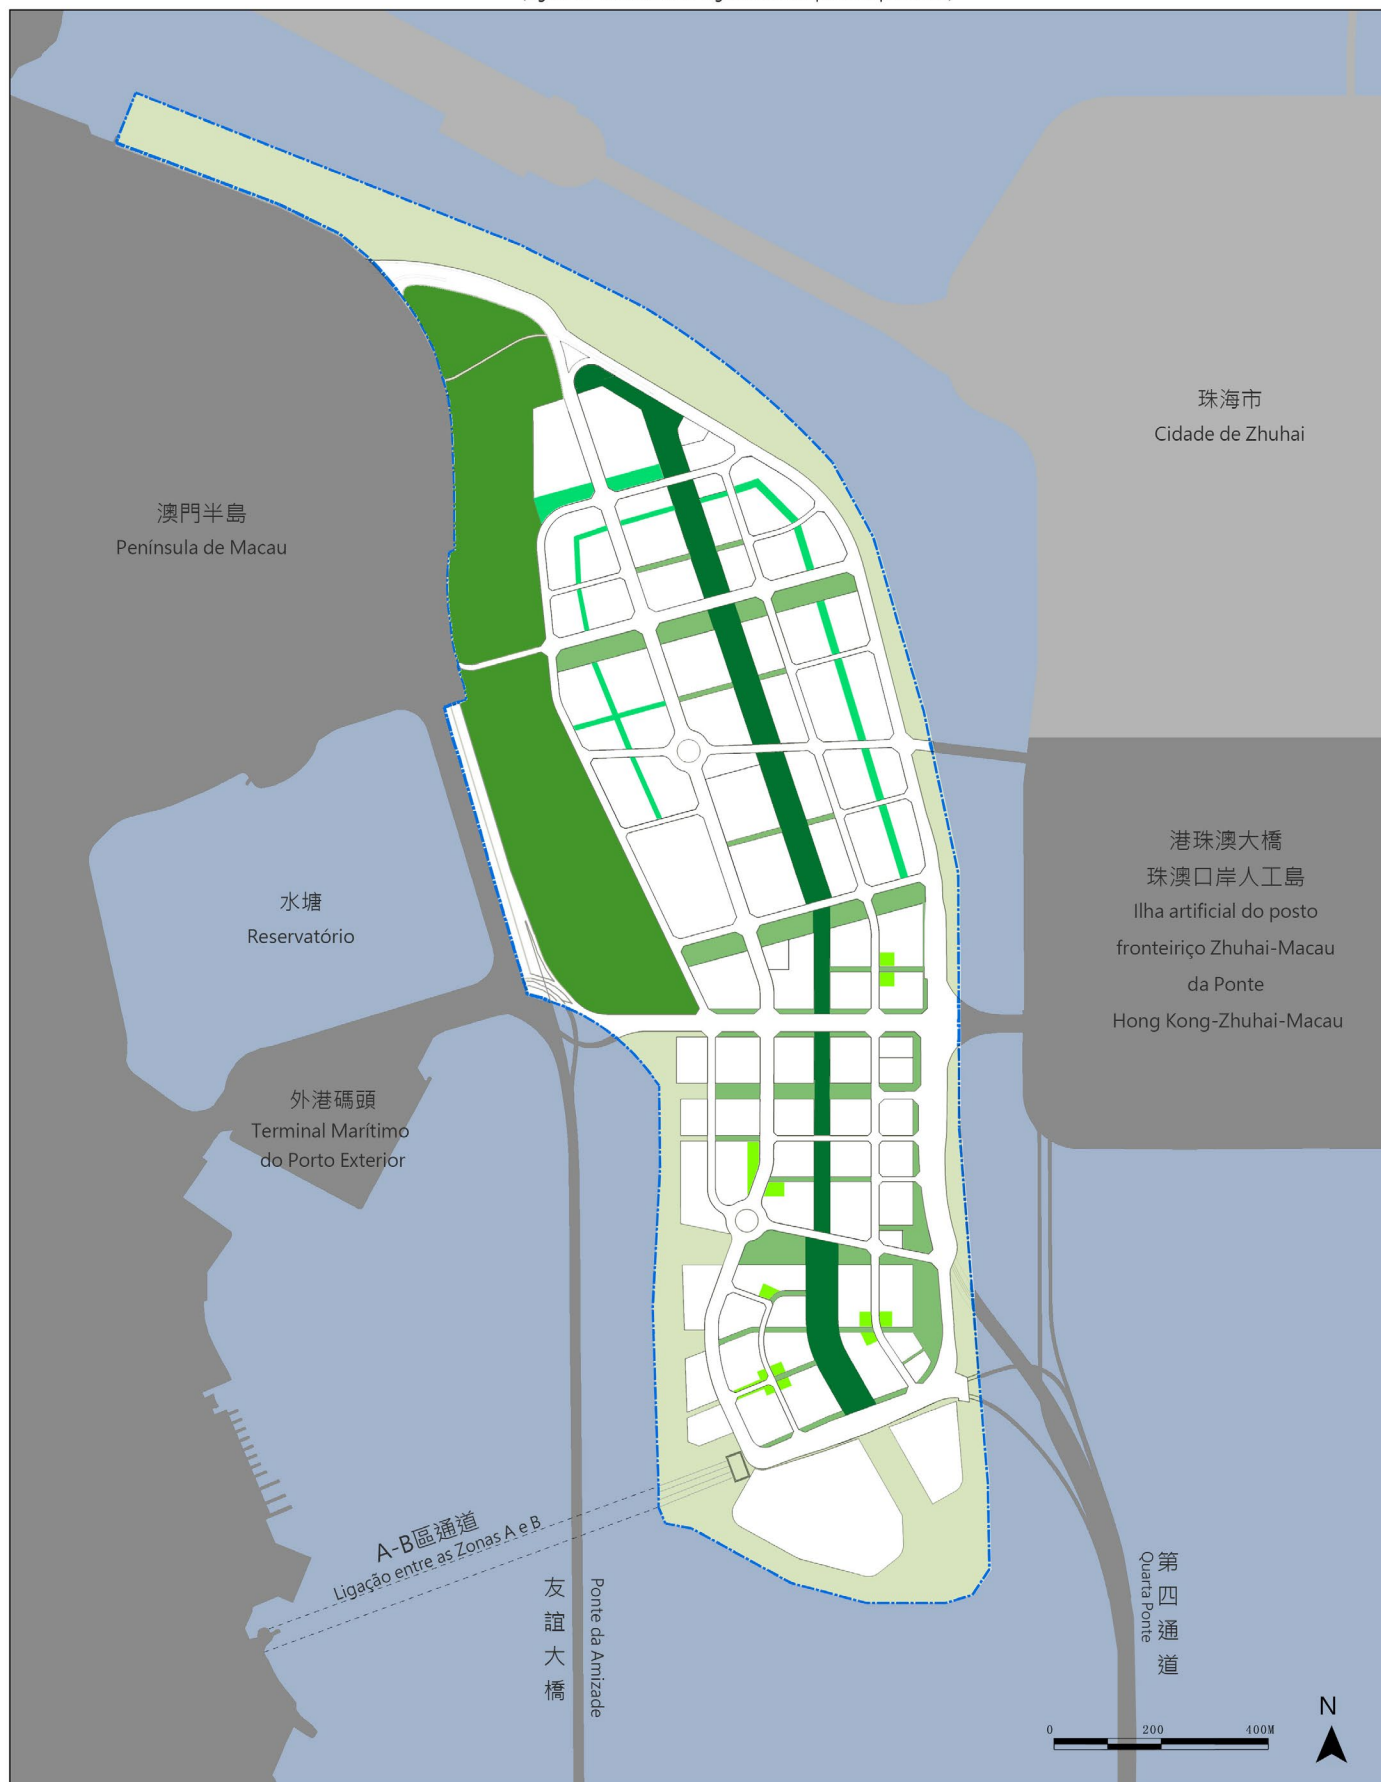 珠海市
Cidade de Zhuhai
澳門半島
Península de Macau
港珠澳大橋
珠澳口岸人工島
Ilha artificial do posto
fronteiriço Zhuhai-Macau
da Ponte
Hong Kong-Zhuhai-Macau
水塘
Reservatório
外港碼頭
Terminal Marítimo
do Porto Exterior
A-B區通道
Ligação entre as Zonas A e B
友誼大橋
Ponte da Amizade
第四通道
Quarta Ponte
N
0 200 400M